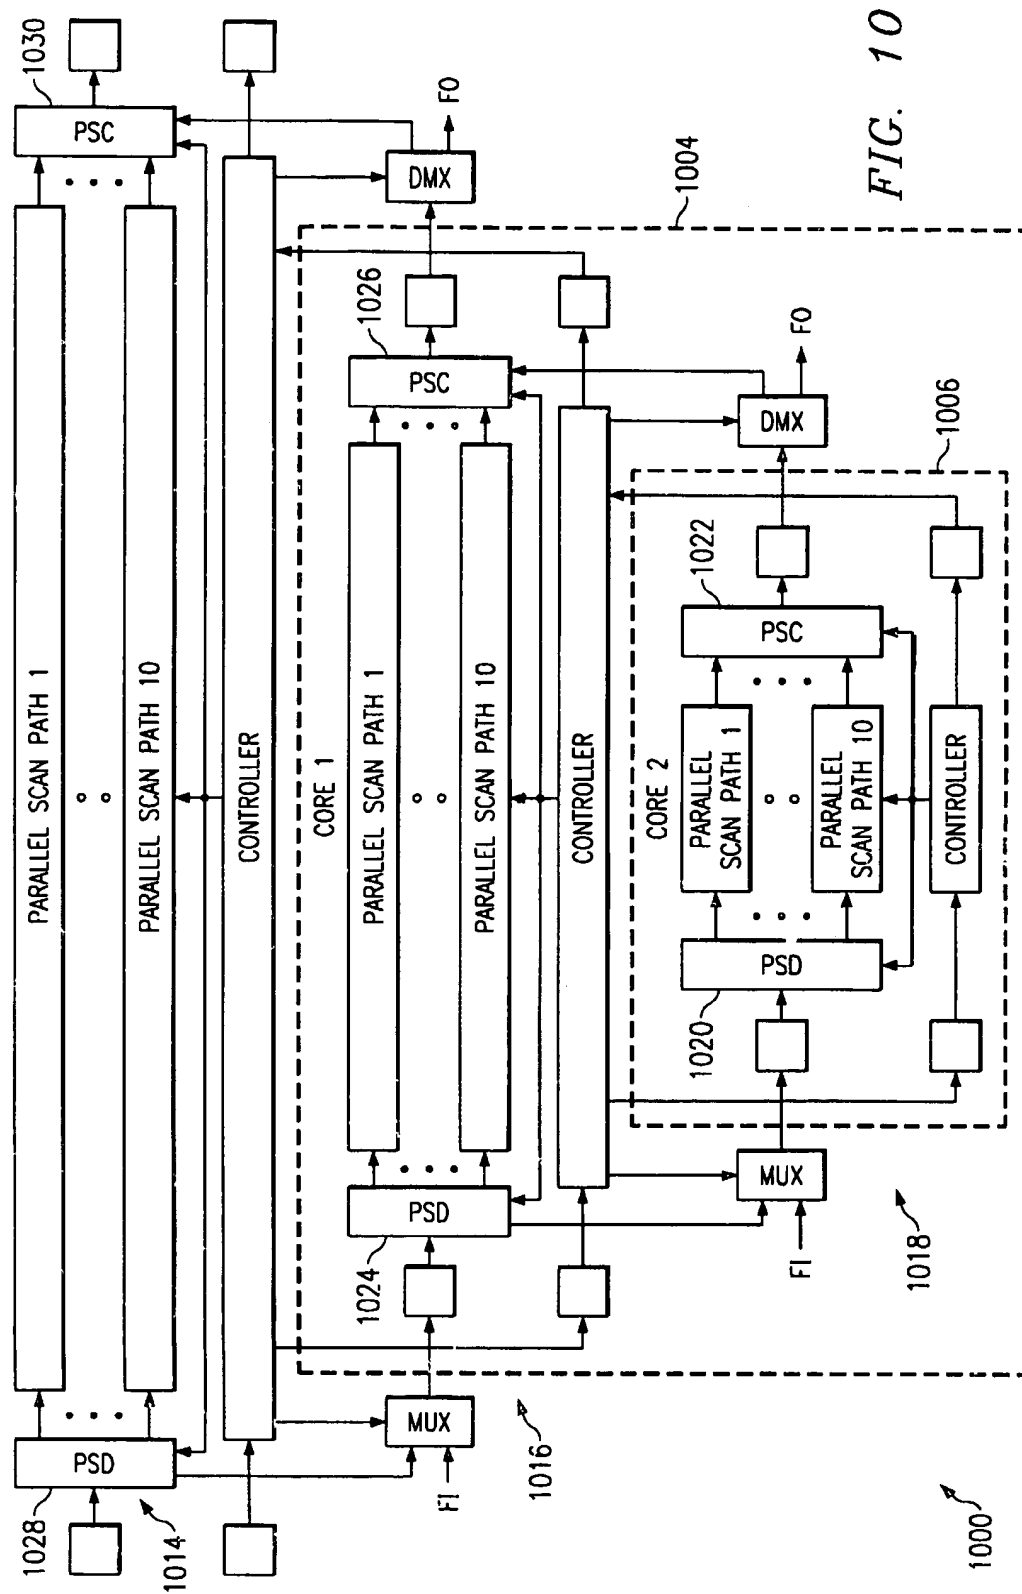 1028
PSD
1014
PARALLEL SCAN PATH 1
PARALLEL SCAN PATH 10
PSC
1030
CONTROLLER
MUX
FI
1016
DMX
FO
1004
CORE 1
1024
PSD
PARALLEL SCAN PATH 1
PARALLEL SCAN PATH 10
PSC
1026
CONTROLLER
MUX
FI
1018
DMX
FO
1006
CORE 2
1020
PSD
PARALLEL
SCAN PATH 1
PARALLEL
SCAN PATH 10
PSC
1022
CONTROLLER
1000
FIG. 10